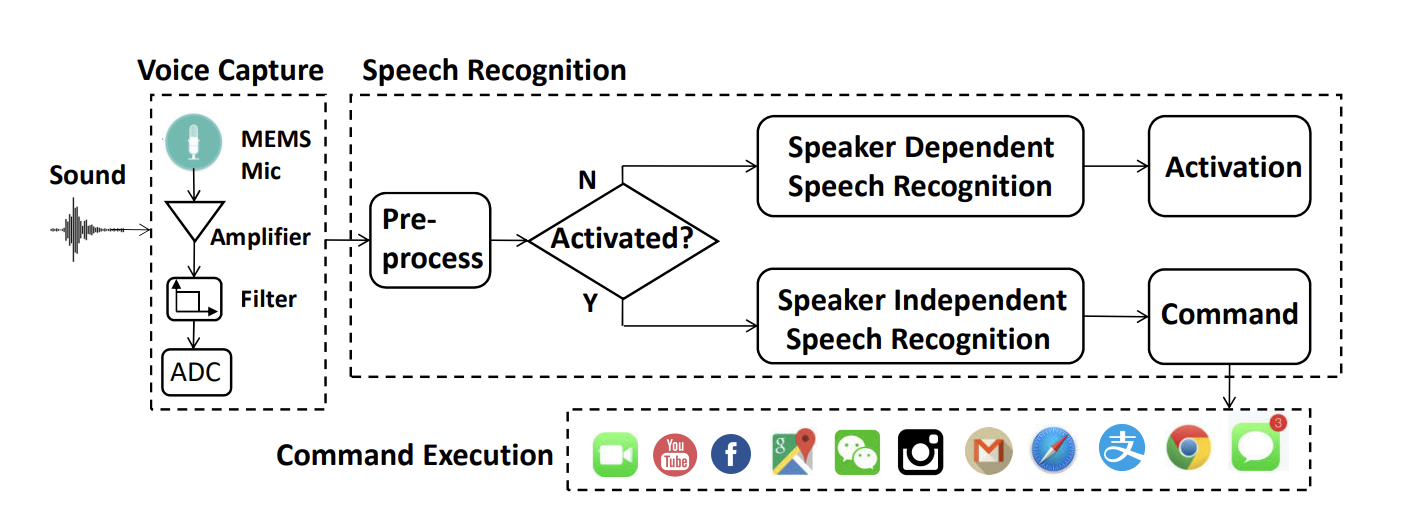 Voice Capture
Speech Recognition
Sound
MEMS
Mic
Amplifier
Filter
ADC
Pre-
process
Activated?
N
Y
Speaker Dependent
Speech Recognition
Activation
Speaker Independent
Speech Recognition
Command
Command Execution
You
Tube
f
g
M
支
3